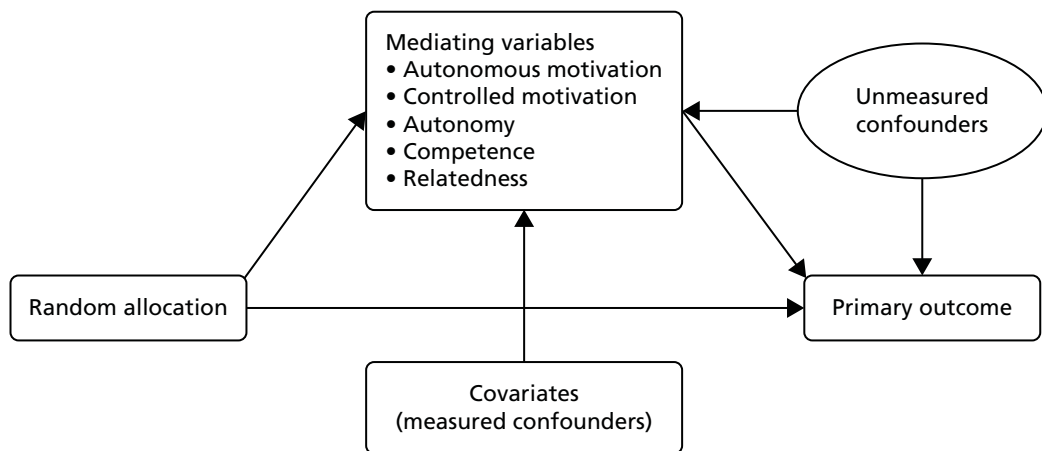 Mediating variables
• Autonomous motivation
• Controlled motivation
• Autonomy
• Competence
• Relatedness
Unmeasured
confounders
Random allocation
Primary outcome
Covariates
(measured confounders)